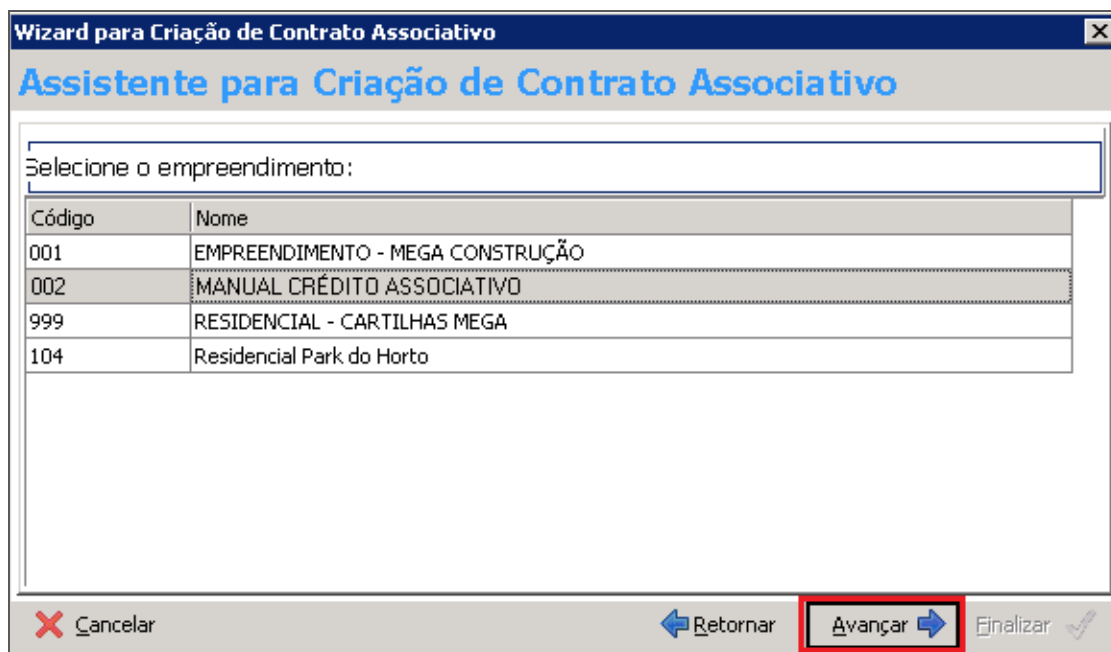 Wizard para Criação de Contrato Associativo
Assistente para Criação de Contrato Associativo
Selecione o empreendimento:
Código Nome
001 EMPREENDIMENTO - MEGA CONSTRUÇÃO
002 MANUAL CRÉDITO ASSOCIATIVO
999 RESIDENCIAL - CARTILHAS MEGA
104 Residencial Park do Horto
Cancelar Retornar Avançar Finalizar